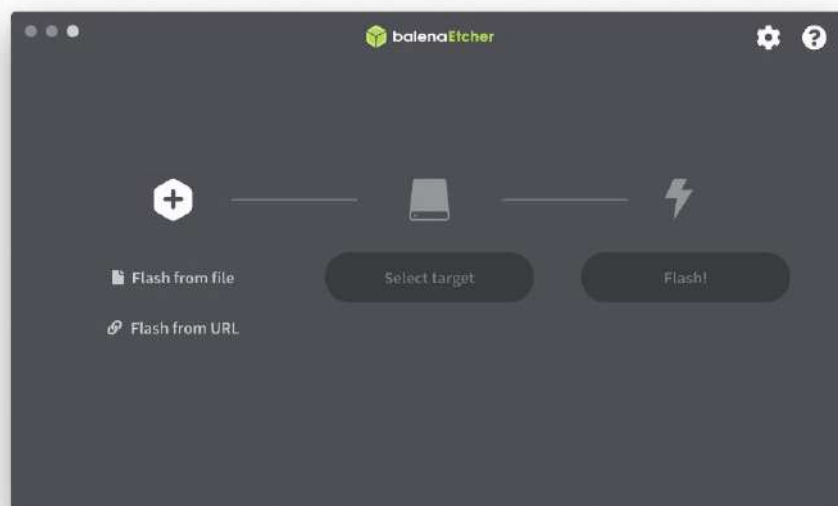 balenaEtcher
Flash from file
Select target
Flash!
Flash from URL